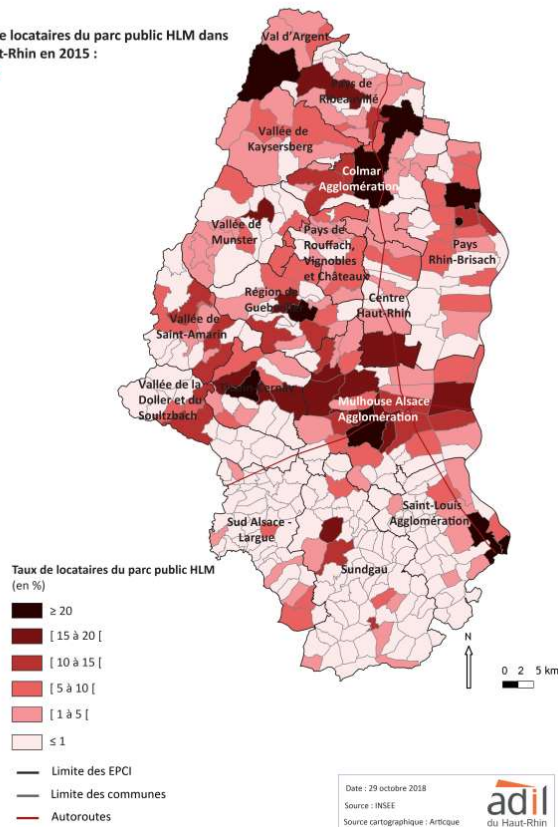 e locataires du parc public HLM dans
t-Rhin en 2015 :
Val d'Argent
Pays de
Ribeauvillé
Vallée de
Kaysersberg
Colmar
Agglomération
Vallée de
Munster
Pays de
Rouffach,
Vignobles
et Châteaux
Pays
Rhin-Brisach
Région de
Centre
Haut-Rhin
Vallée de
Saint-Amarin
Vallée de la
Doller et du
Soultzbach
Mulhouse Alsace
Agglomération
Saint-Louis
Agglomération
Sud Alsace -
Largue
Sundgau
Taux de locataires du parc public HLM
(en %)
≥ 20
[ 15 à 20 [
[ 10 à 15 [
[ 5 à 10 [
[ 1 à 5 [
≤ 1
Limite des EPCI
Limite des communes
Autoroutes
N
0 2 5 km
Date : 29 octobre 2018
Source : INSEE
Source cartographique : Articque
adil
du Haut-Rhin